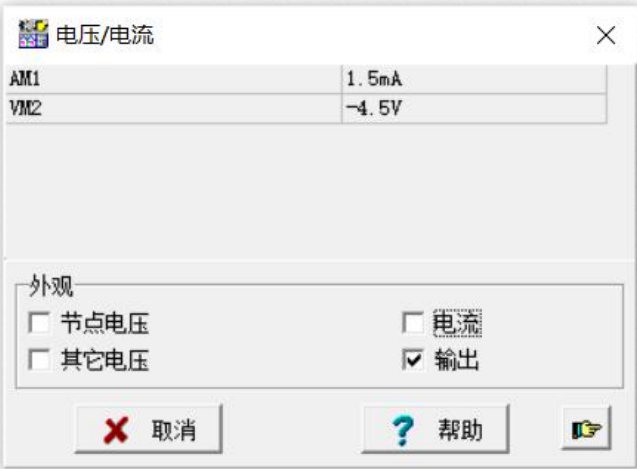 电压/电流
AM1 1.5mA
VM2 -4.5V
外观
节点电压 电流
其它电压 输出
取消 ? 帮助